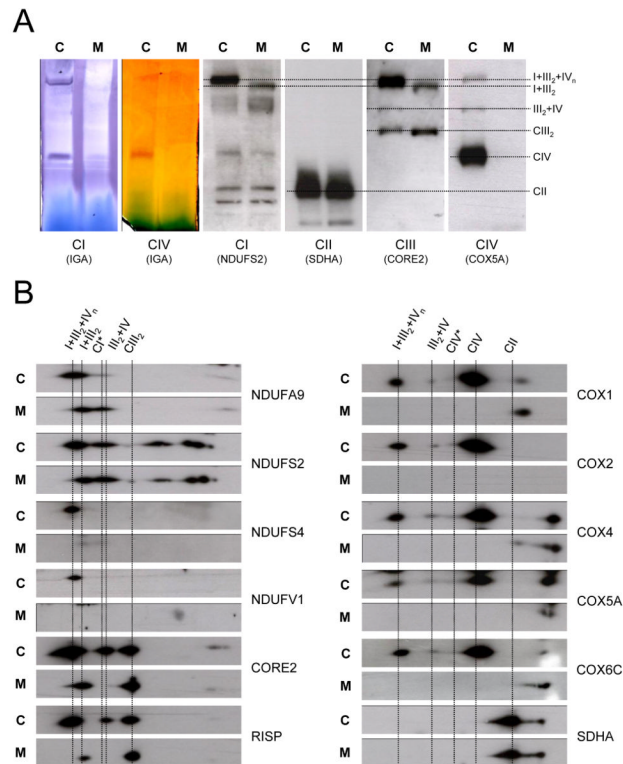 A
C M C M C M C M C M C M
I+III₂+IVₙ
I+III₂
III₂+IV
CIII₂
CIV
CII
CI CIV CI CII CIII CIV
(IGA) (IGA) (NDUFS2) (SDHA) (CORE2) (COX5A)
B
I+III₂+IVₙ I+III₂ CI* III₂+IV CIII₂
C
M
NDUFA9
C
M
NDUFS2
C
M
NDUFS4
C
M
NDUFV1
C
M
CORE2
C
M
RISP
I+III₂+IVₙ III₂+IV CIV* CIV CII
C
M
COX1
C
M
COX2
C
M
COX4
C
M
COX5A
C
M
COX6C
C
M
SDHA